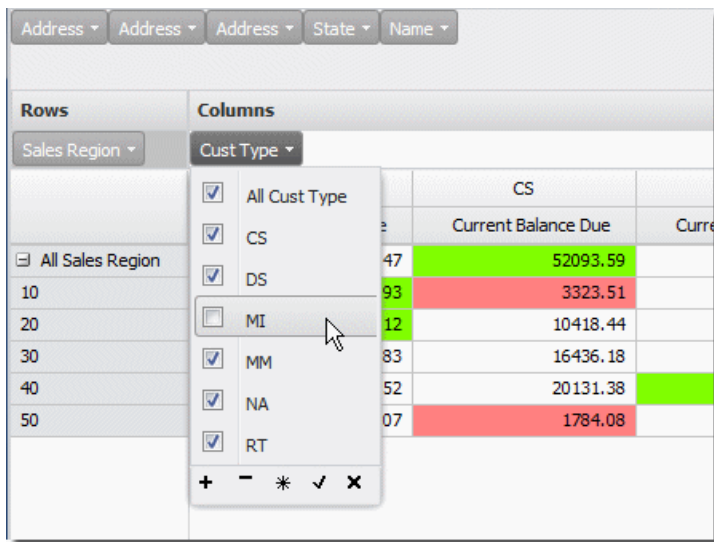 Address Address Address State Name
Rows Columns
Sales Region Cust Type
All Cust Type
CS
DS
MI
MM
NA
RT
+ - * ✓ ✕
CS
e Current Balance Due Curre
All Sales Region 47 52093.59
10 93 3323.51
20 12 10418.44
30 83 16436.18
40 52 20131.38
50 07 1784.08